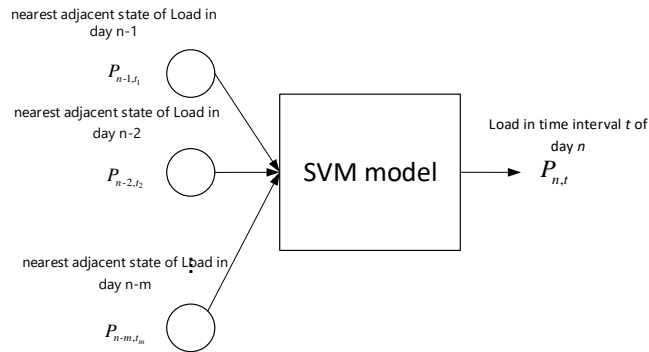 nearest adjacent state of Load in
day n-1
P_{n-1,t_1}
nearest adjacent state of Load in
day n-2
P_{n-2,t_2}
SVM model
Load in time interval t of
day n
P_{n,t}
⋮
nearest adjacent state of Load in
day n-m
P_{n-m,t_m}